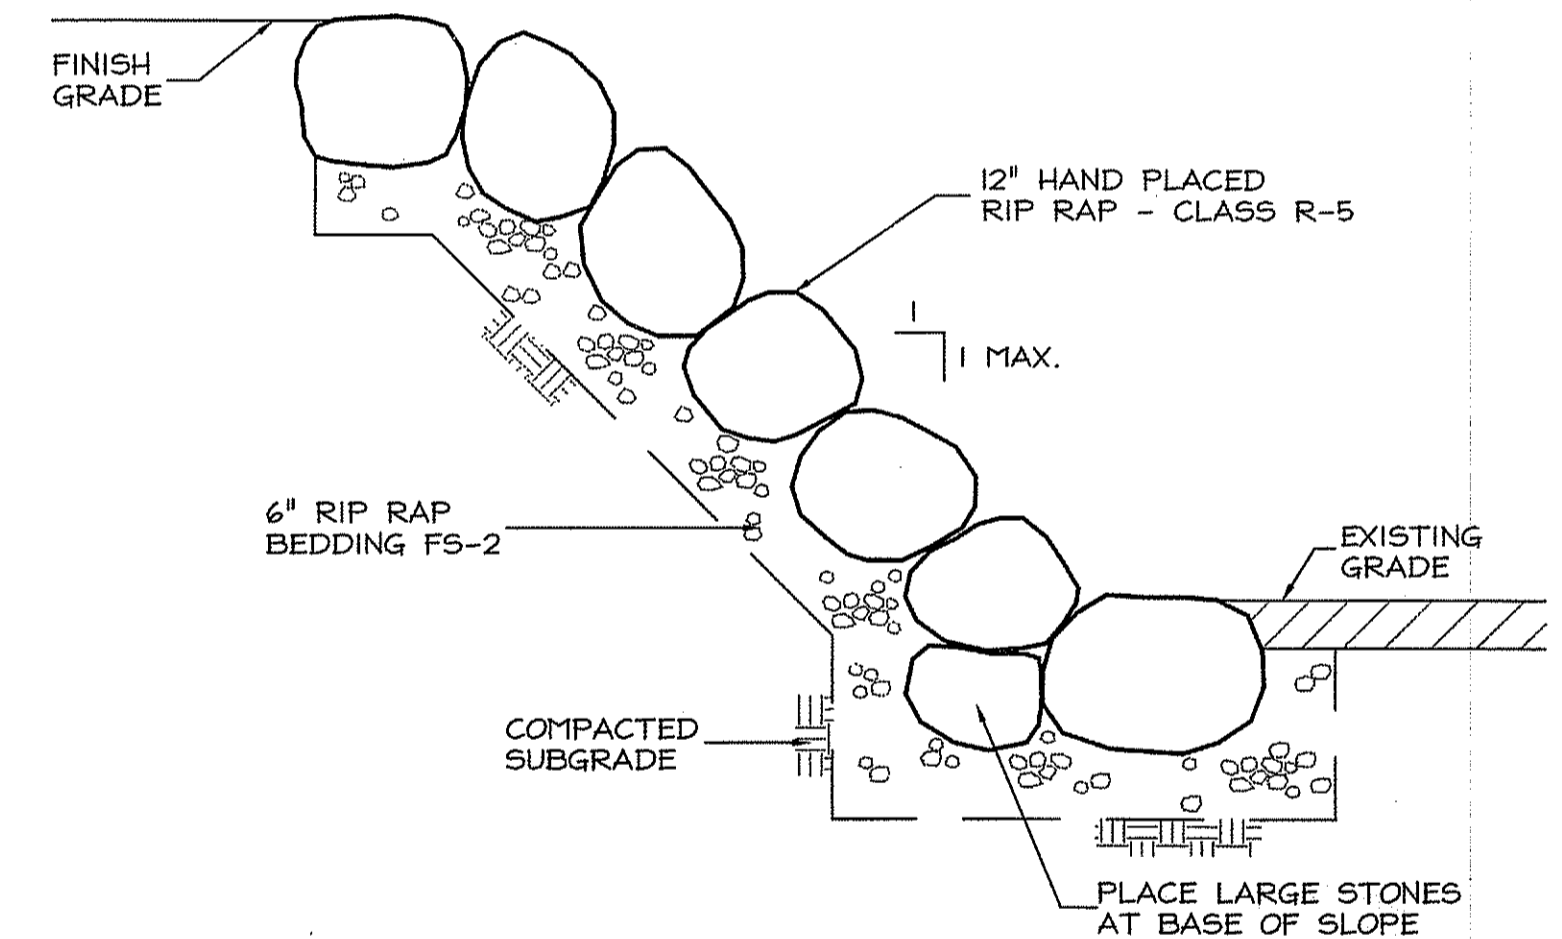 FINISH
GRADE
12" HAND PLACED
RIP RAP - CLASS R-5
1
1 MAX.
6" RIP RAP
BEDDING FS-2
EXISTING
GRADE
COMPACTED
SUBGRADE
PLACE LARGE STONES
AT BASE OF SLOPE